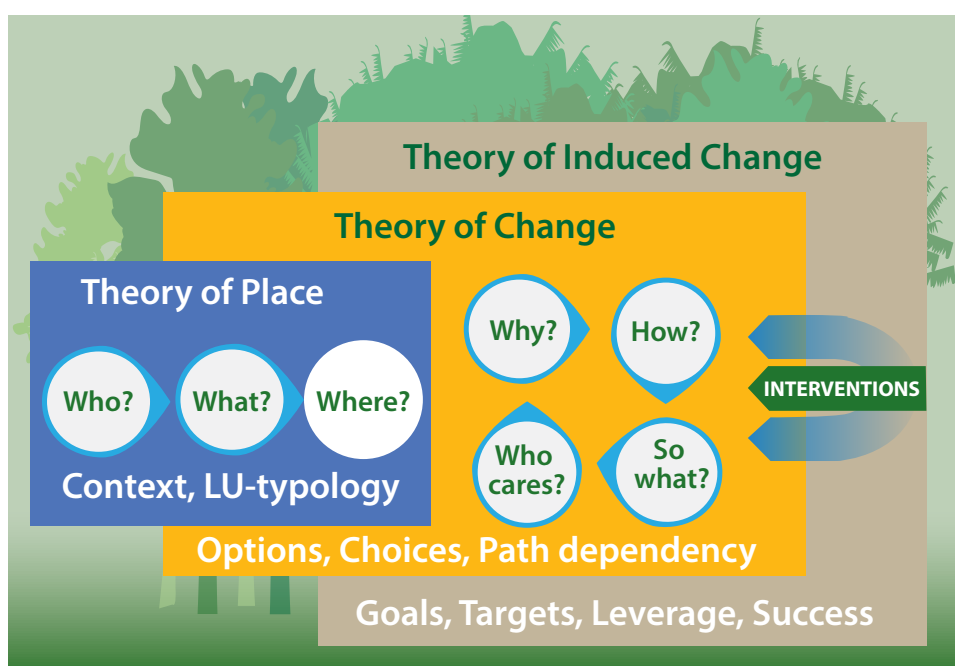 Theory of Induced Change
Theory of Change
Theory of Place
Who?
What?
Where?
Why?
How?
Who
cares?
So
what?
INTERVENTIONS
Context, LU-typology
Options, Choices, Path dependency
Goals, Targets, Leverage, Success